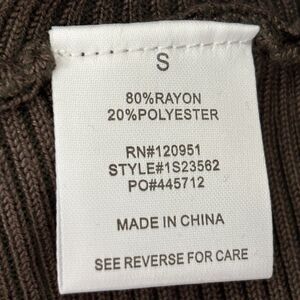 S
80%RAYON
20%POLYESTER
RN#120951
STYLE#1S23562
PO#445712
MADE IN CHINA
SEE REVERSE FOR CARE